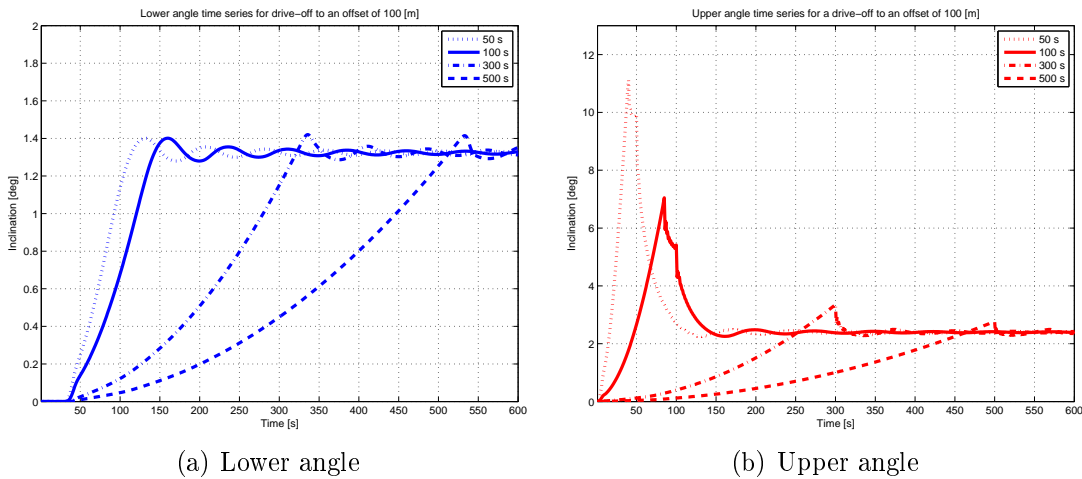 Lower angle time series for drive-off to an offset of 100 [m]
2
1.8
1.6
1.4
1.2
1
0.8
0.6
0.4
0.2
0
Inclination [deg]
50 s
100 s
300 s
500 s
50 100 150 200 250 300 350 400 450 500 550 600
Time [s]
(a) Lower angle
Upper angle time series for a drive-off to an offset of 100 [m]
12
10
8
6
4
2
0
Inclination [deg]
50 s
100 s
300 s
500 s
50 100 150 200 250 300 350 400 450 500 550 600
Time [s]
(b) Upper angle